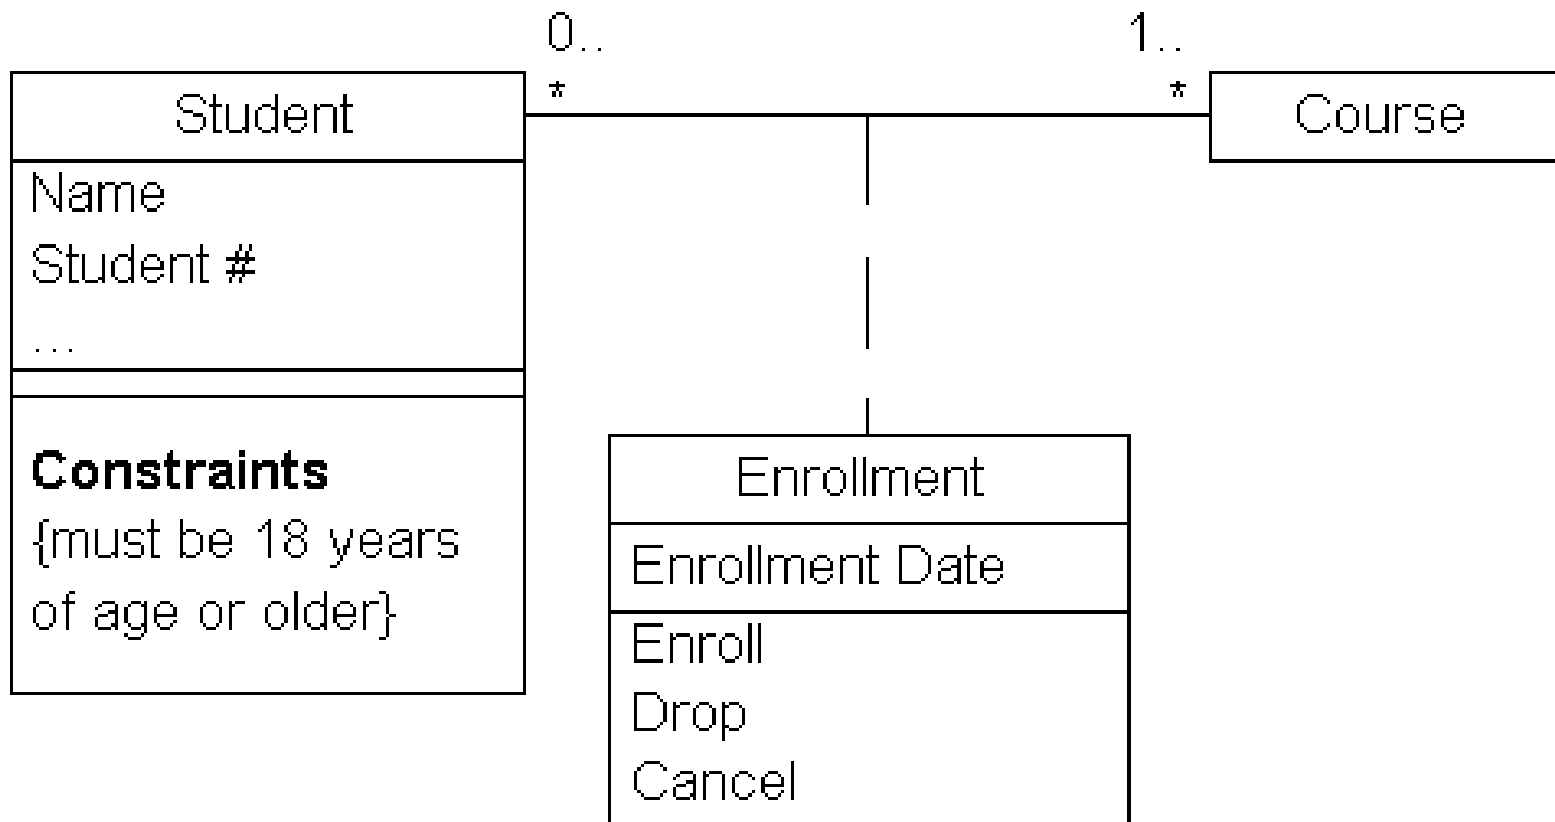 0..
1..
*
*
Student
Course
Name
Student #
...
Constraints
{must be 18 years
of age or older}
Enrollment
Enrollment Date
Enroll
Drop
Cancel